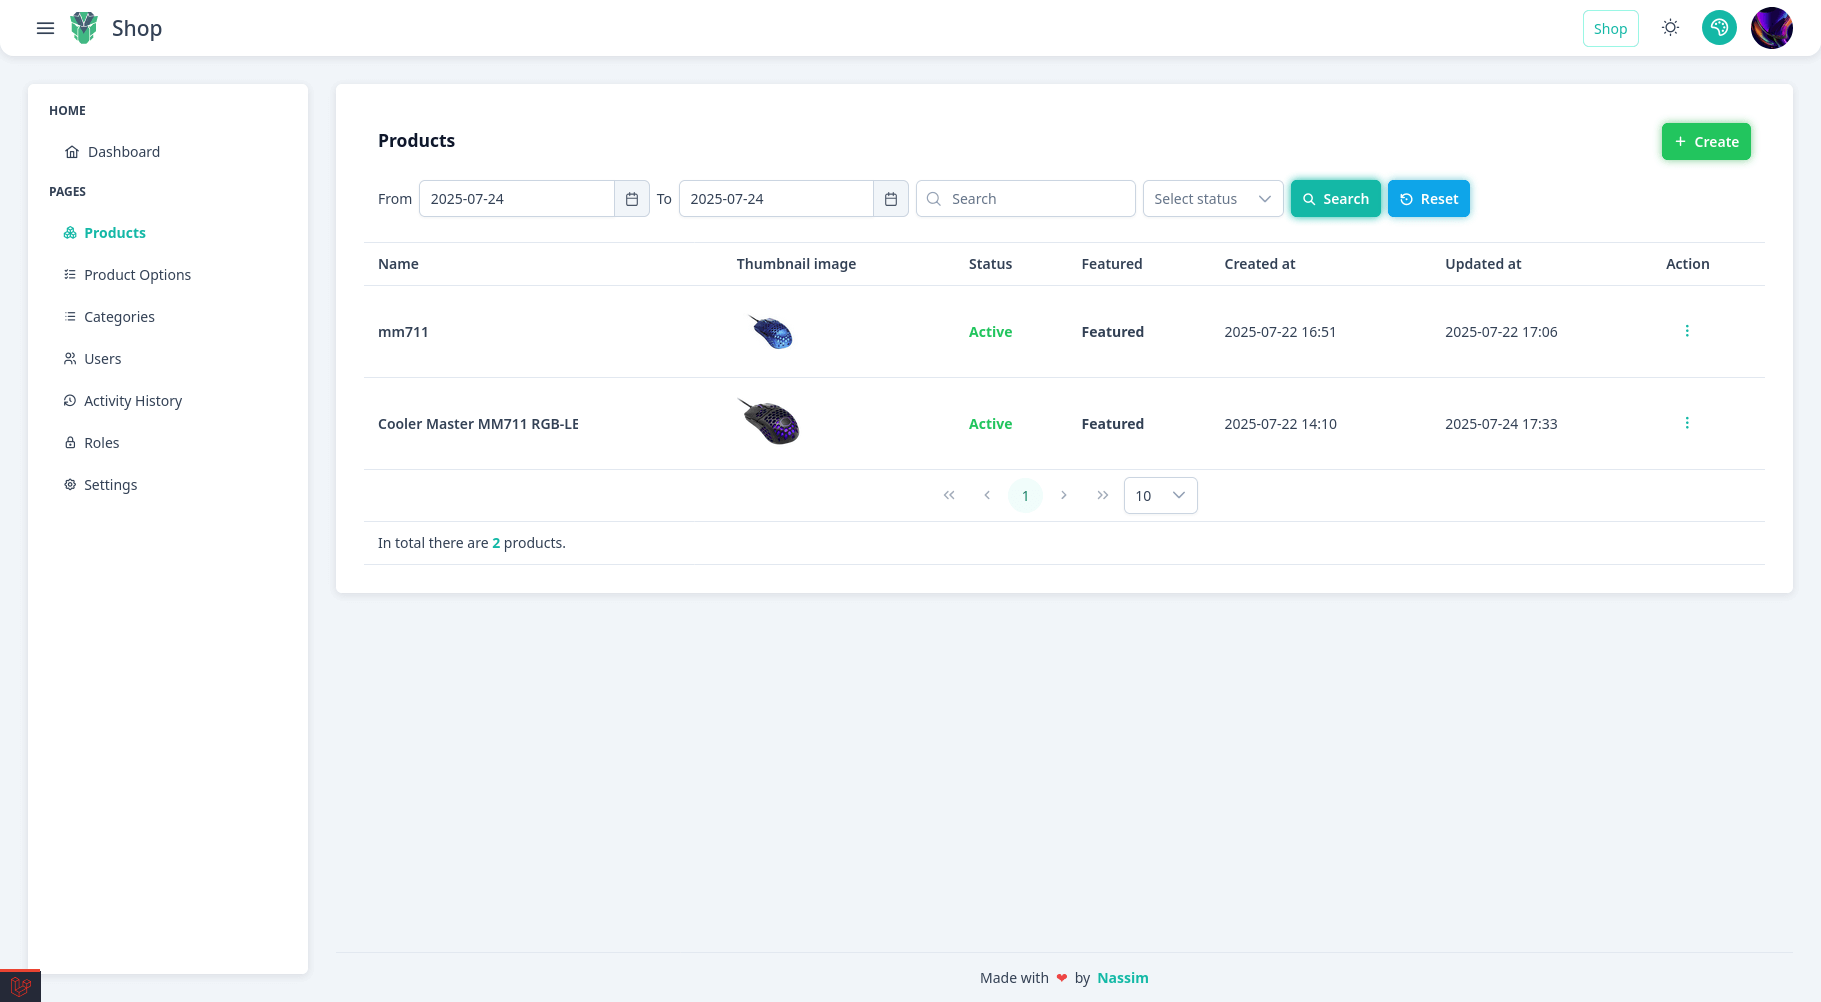 Shop
Shop
HOME
Dashboard
PAGES
Products
Product Options
Categories
Users
Activity History
Roles
Settings
Products
Create
From 2025-07-24 To 2025-07-24 Search Select status Search Reset
Name Thumbnail image Status Featured Created at Updated at Action
mm711 Active Featured 2025-07-22 16:51 2025-07-22 17:06
Cooler Master MM711 RGB-LE Active Featured 2025-07-22 14:10 2025-07-24 17:33
1 10
In total there are 2 products.
Made with ❤ by Nassim